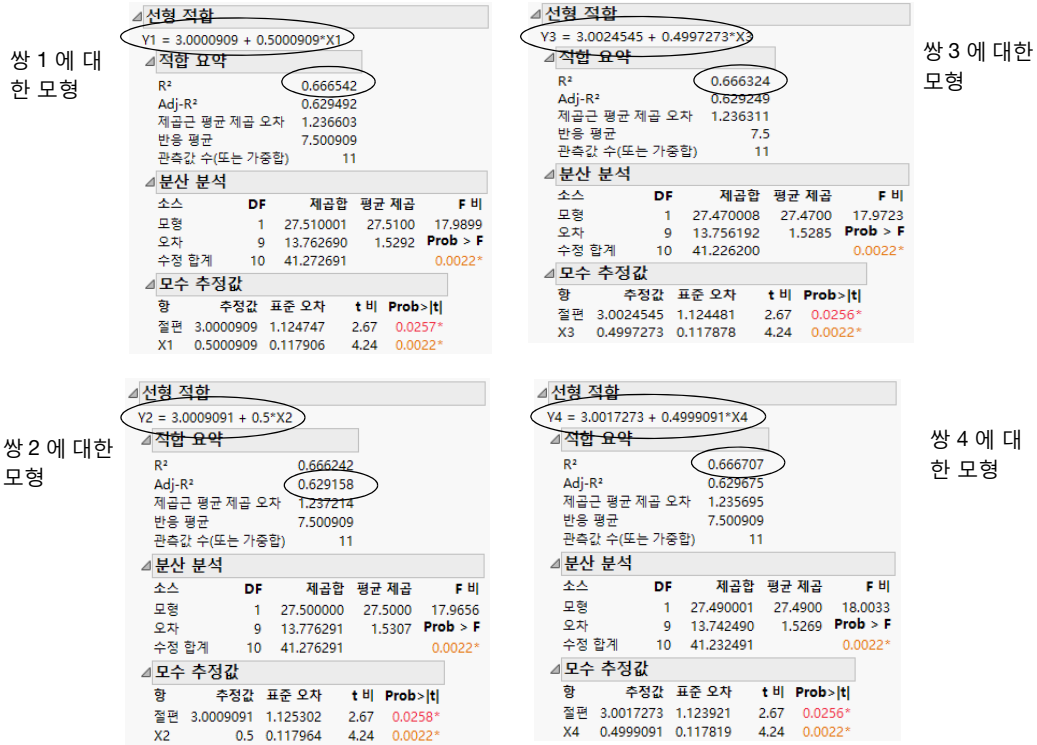 쌍 1 에 대
한 모형
선형 적합
Y1 = 3.0000909 + 0.5000909*X1
적합 요약
R² 0.666542
Adj-R² 0.629492
제곱근 평균 제곱 오차 1.236603
반응 평균 7.500909
관측값 수(또는 가중합) 11
분산 분석
소스 DF 제곱합 평균 제곱 F 비
모형 1 27.510001 27.5100 17.9899
오차 9 13.762690 1.5292 Prob > F
수정 합계 10 41.272691 0.0022*
모수 추정값
항 추정값 표준 오차 t 비 Prob>|t|
절편 3.0000909 1.124747 2.67 0.0257*
X1 0.5000909 0.117906 4.24 0.0022*
쌍 3 에 대한
모형
선형 적합
Y3 = 3.0024545 + 0.4997273*X3
적합 요약
R² 0.666324
Adj-R² 0.629249
제곱근 평균 제곱 오차 1.236311
반응 평균 7.5
관측값 수(또는 가중합) 11
분산 분석
소스 DF 제곱합 평균 제곱 F 비
모형 1 27.470008 27.4700 17.9723
오차 9 13.756192 1.5285 Prob > F
수정 합계 10 41.226200 0.0022*
모수 추정값
항 추정값 표준 오차 t 비 Prob>|t|
절편 3.0024545 1.124481 2.67 0.0256*
X3 0.4997273 0.117878 4.24 0.0022*
쌍 2 에 대한
모형
선형 적합
Y2 = 3.0009091 + 0.5*X2
적합 요약
R² 0.666242
Adj-R² 0.629158
제곱근 평균 제곱 오차 1.237214
반응 평균 7.500909
관측값 수(또는 가중합) 11
분산 분석
소스 DF 제곱합 평균 제곱 F 비
모형 1 27.500000 27.5000 17.9656
오차 9 13.776291 1.5307 Prob > F
수정 합계 10 41.276291 0.0022*
모수 추정값
항 추정값 표준 오차 t 비 Prob>|t|
절편 3.0009091 1.125302 2.67 0.0258*
X2 0.5 0.117964 4.24 0.0022*
쌍 4 에 대
한 모형
선형 적합
Y4 = 3.0017273 + 0.4999091*X4
적합 요약
R² 0.666707
Adj-R² 0.629675
제곱근 평균 제곱 오차 1.235695
반응 평균 7.500909
관측값 수(또는 가중합) 11
분산 분석
소스 DF 제곱합 평균 제곱 F 비
모형 1 27.490001 27.4900 18.0033
오차 9 13.742490 1.5269 Prob > F
수정 합계 10 41.232491 0.0022*
모수 추정값
항 추정값 표준 오차 t 비 Prob>|t|
절편 3.0017273 1.123921 2.67 0.0256*
X4 0.4999091 0.117819 4.24 0.0022*